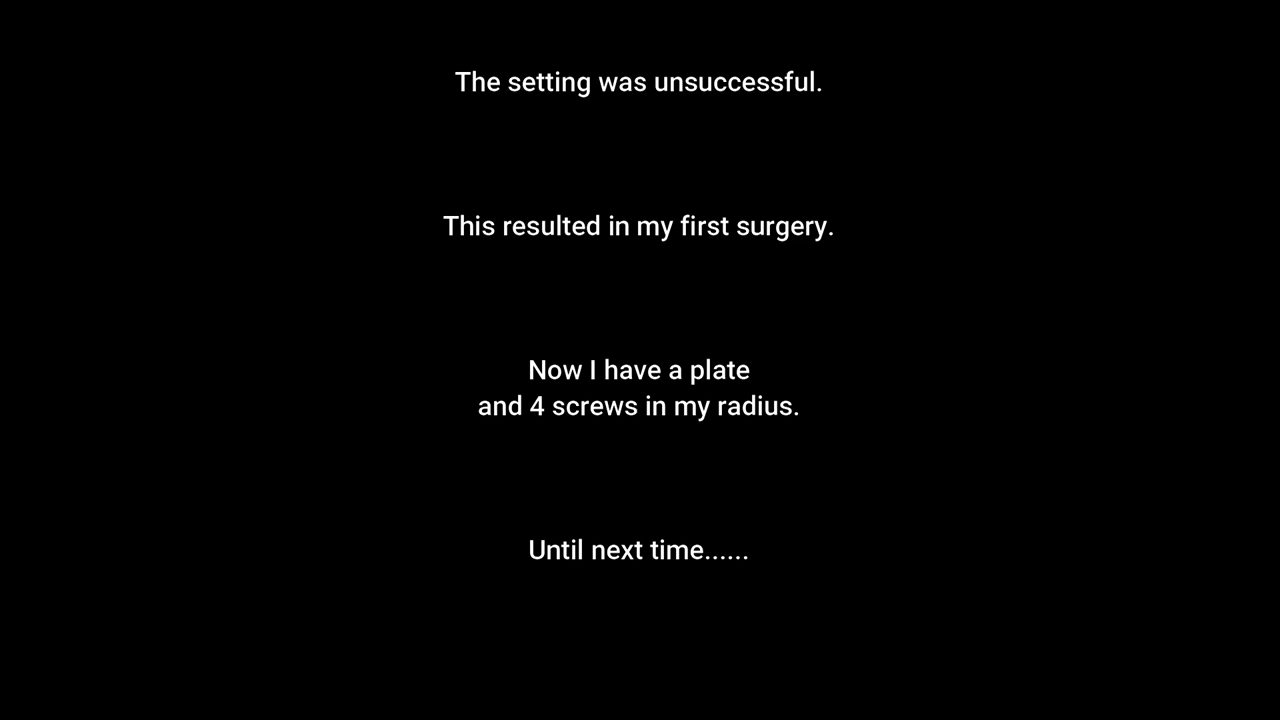 The setting was unsuccessful.
This resulted in my first surgery.
Now I have a plate
and 4 screws in my radius.
Until next time......